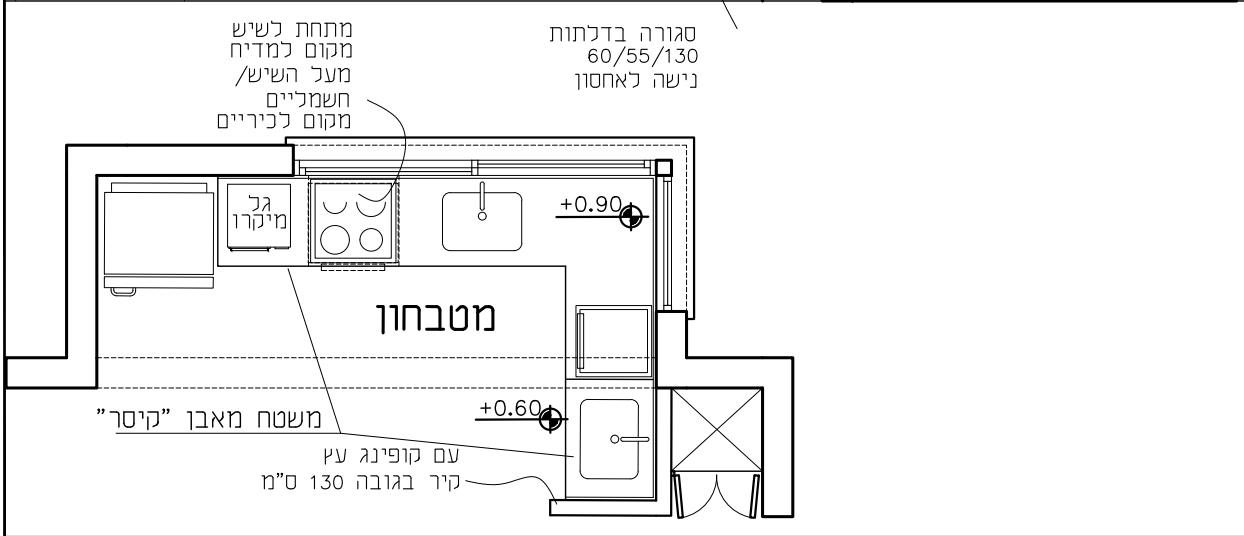 מתחת לשיש
מקום למדיח
מעל השיש/
חשמליים
מקום לכיריים
סגורה בדלתות
60/55/130
נישה לאחסון
גל
מיקרו
+0.90
מטבחון
+0.60
משטח מאבן "קיסר"
עם קופינג עץ
קיר בגובה 130 ס"מ